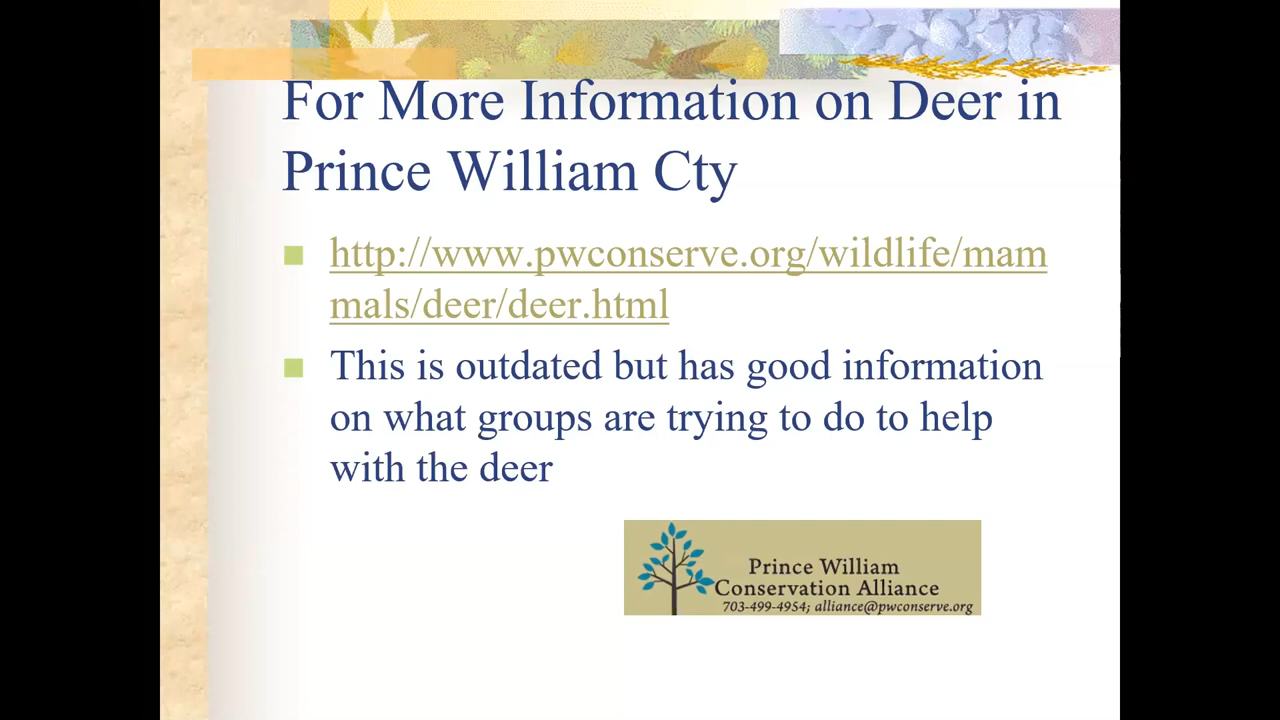 For More Information on Deer in
Prince William Cty
http://www.pwconserve.org/wildlife/mam
mals/deer/deer.html
This is outdated but has good information
on what groups are trying to do to help
with the deer
Prince William
Conservation Alliance
703-499-4954; alliance@pwconserve.org